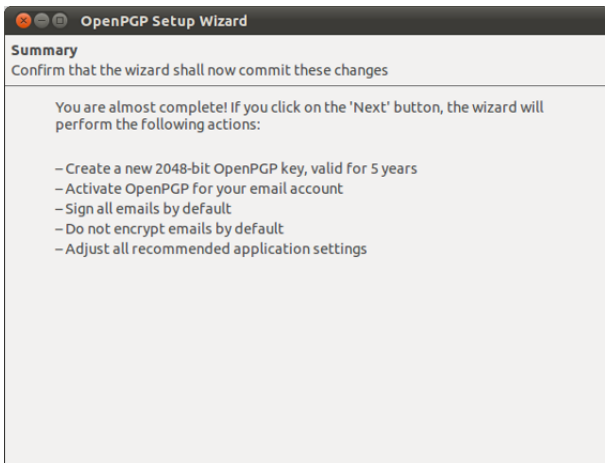 OpenPGP Setup Wizard
Summary
Confirm that the wizard shall now commit these changes
You are almost complete! If you click on the 'Next' button, the wizard will
perform the following actions:
– Create a new 2048-bit OpenPGP key, valid for 5 years
– Activate OpenPGP for your email account
– Sign all emails by default
– Do not encrypt emails by default
– Adjust all recommended application settings